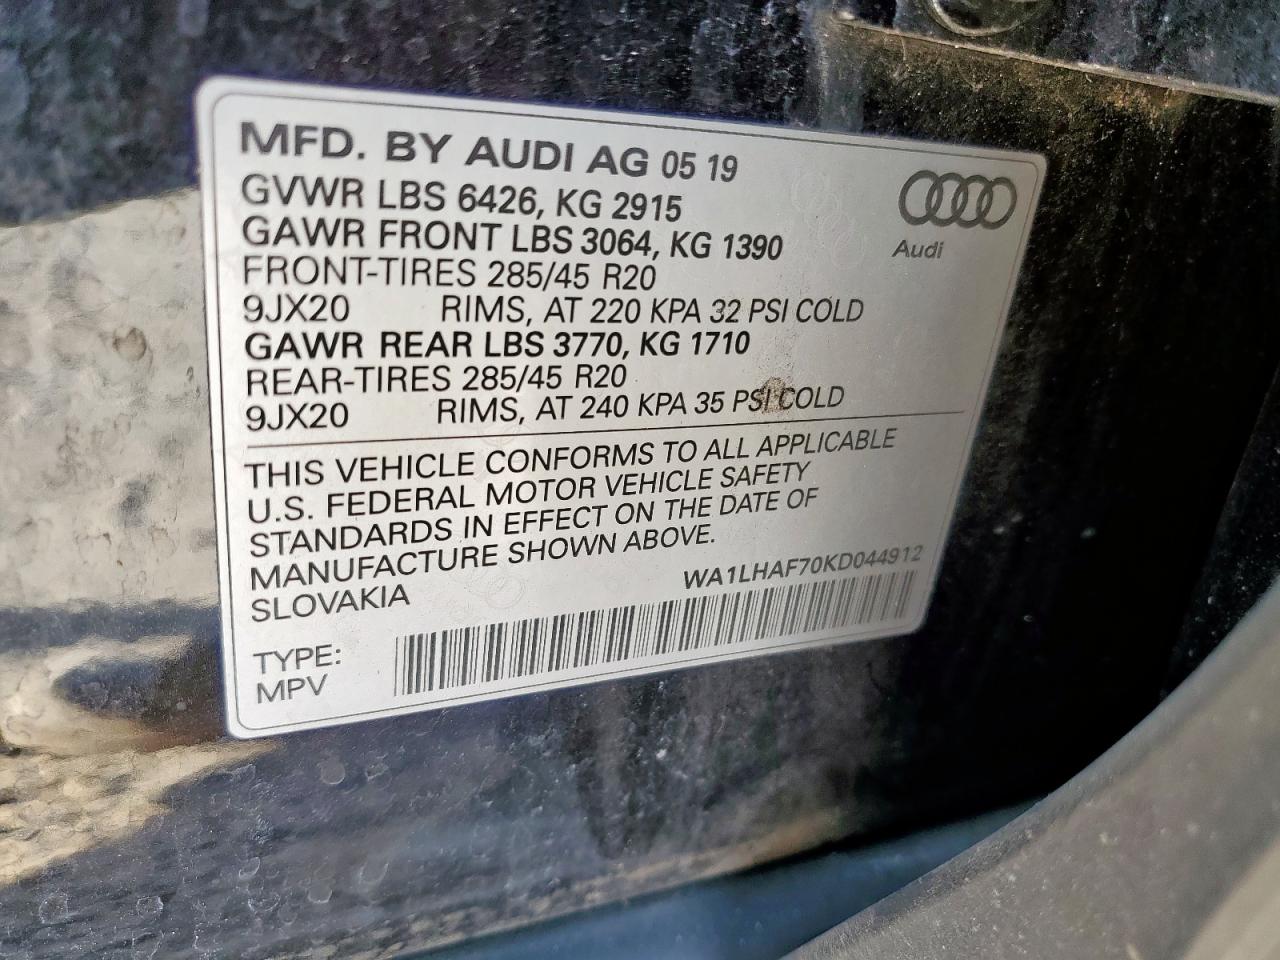 MFD. BY AUDI AG 05 19
GVWR LBS 6426, KG 2915
GAWR FRONT LBS 3064, KG 1390
Audi
FRONT-TIRES 285/45 R20
9JX20 RIMS, AT 220 KPA 32 PSI COLD
GAWR REAR LBS 3770, KG 1710
REAR-TIRES 285/45 R20
9JX20 RIMS, AT 240 KPA 35 PSI COLD
THIS VEHICLE CONFORMS TO ALL APPLICABLE
U.S. FEDERAL MOTOR VEHICLE SAFETY
STANDARDS IN EFFECT ON THE DATE OF
MANUFACTURE SHOWN ABOVE.
SLOVAKIA
WA1LHAF70KD044912
TYPE:
MPV